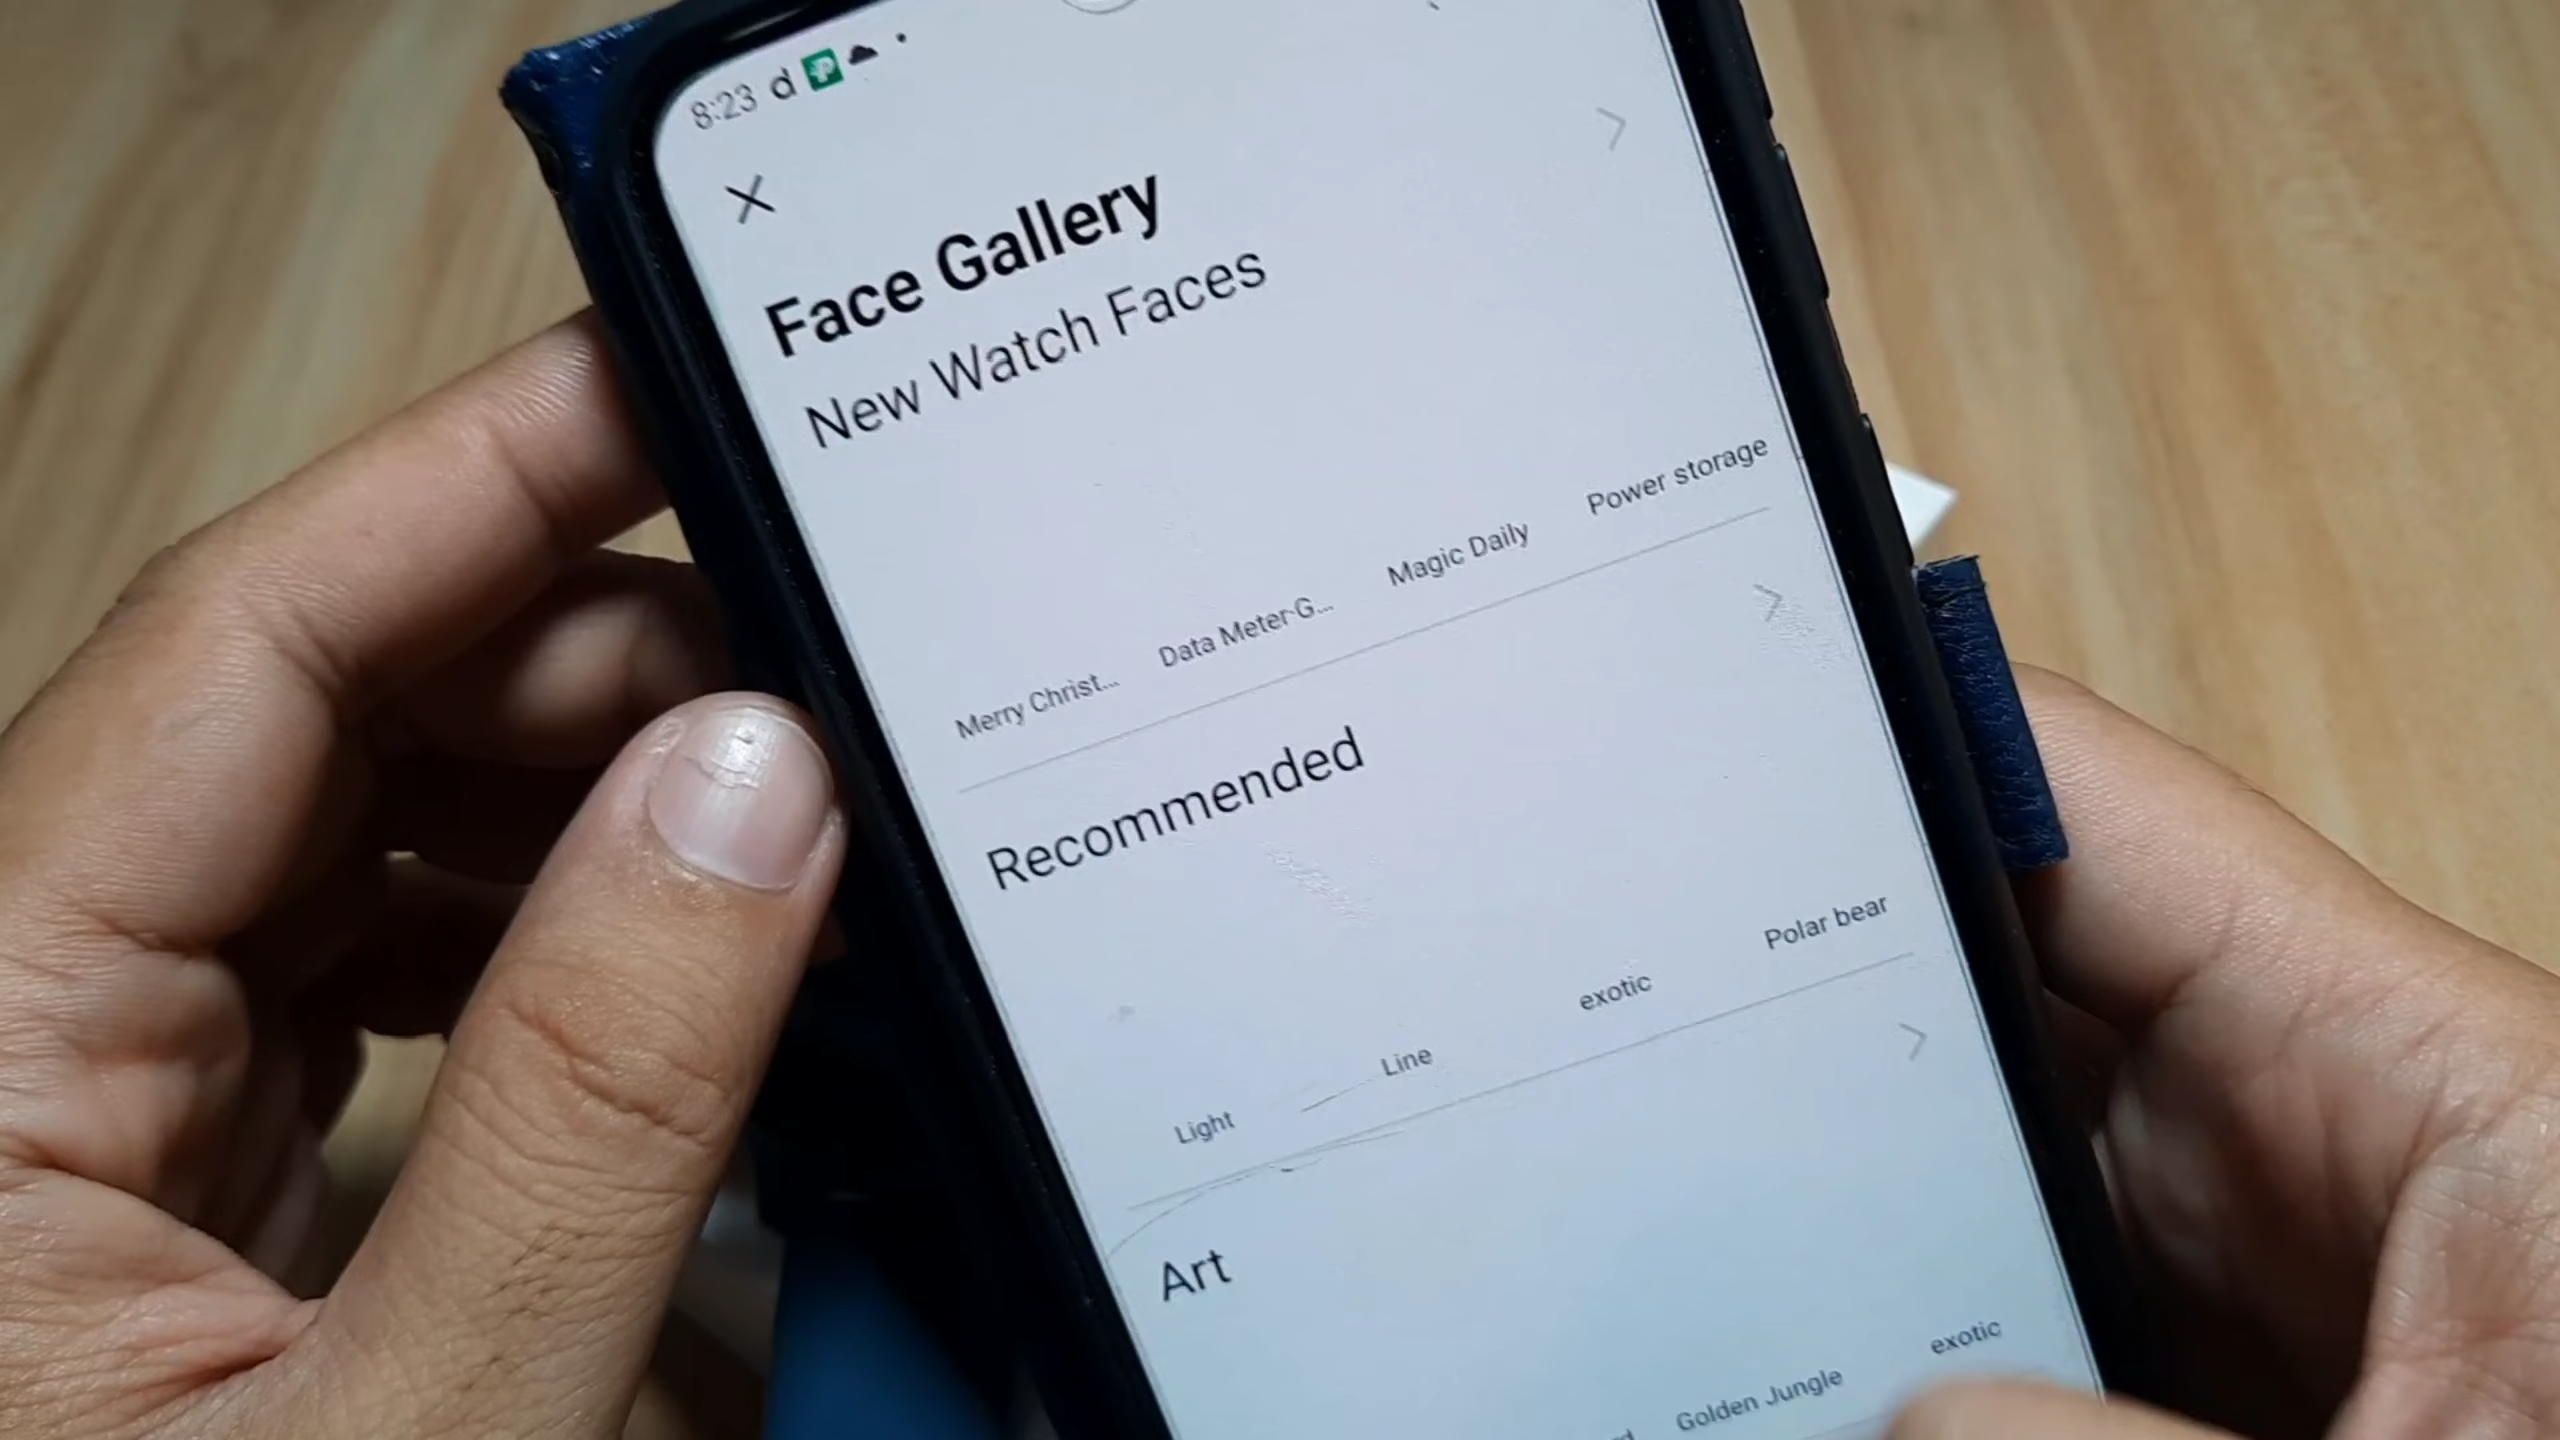 8:23 d
Face Gallery
New Watch Faces
Merry Christ... Data Meter-G... Magic Daily Power storage
Recommended
Light Line exotic Polar bear
Art
Golden Jungle exotic